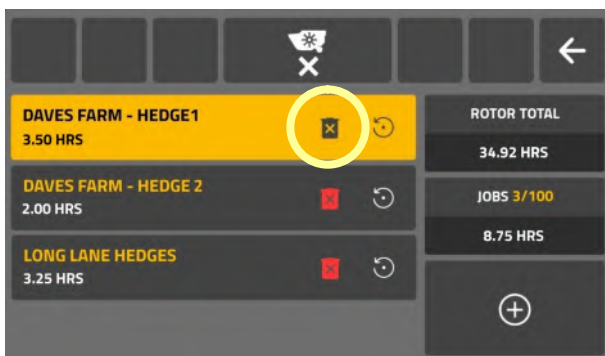 DAVES FARM - HEDGE1
3.50 HRS
DAVES FARM - HEDGE 2
2.00 HRS
LONG LANE HEDGES
3.25 HRS
ROTOR TOTAL
34.92 HRS
JOBS 3/100
8.75 HRS